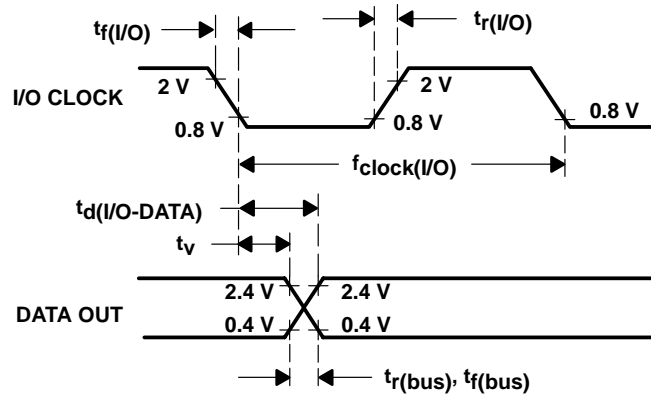 tf(I/O) tr(I/O)
2 V 2 V
I/O CLOCK
0.8 V 0.8 V 0.8 V
fclock(I/O)
td(I/O-DATA)
tv
2.4 V 2.4 V
DATA OUT
0.4 V 0.4 V
tr(bus), tf(bus)